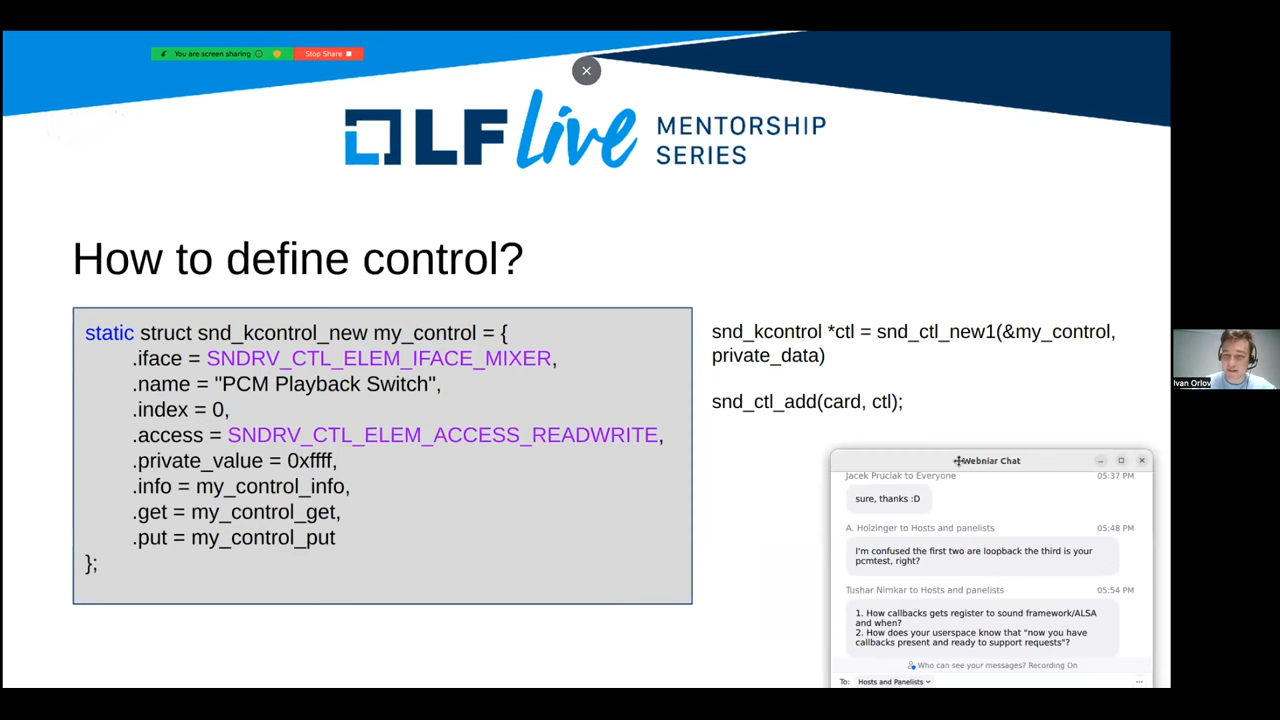 You are screen sharing
Stop Share
LF live MENTORSHIP
SERIES
How to define control?
static struct snd_kcontrol_new my_control = {
.iface = SNDRV_CTL_ELEM_IFACE_MIXER,
.name = "PCM Playback Switch",
.index = 0,
.access = SNDRV_CTL_ELEM_ACCESS_READWRITE,
.private_value = 0xffff,
.info = my_control_info,
.get = my_control_get,
.put = my_control_put
};
snd_kcontrol *ctl = snd_ctl_new1(&my_control,
private_data)
snd_ctl_add(card, ctl);
Webniar Chat
Jacek Pruciak to Everyone 05:37 PM
sure, thanks :D
A. Holzinger to Hosts and panelists 05:48 PM
I'm confused the first two are loopback the third is your
pcmtest, right?
Tushar Nimkar to Hosts and panelists 05:54 PM
1. How callbacks gets register to sound framework/ALSA
and when?
2. How does your userspace know that "now you have
callbacks present and ready to support requests"?
Who can see your messages? Recording On
To: Hosts and Panelists
Ivan Orlov